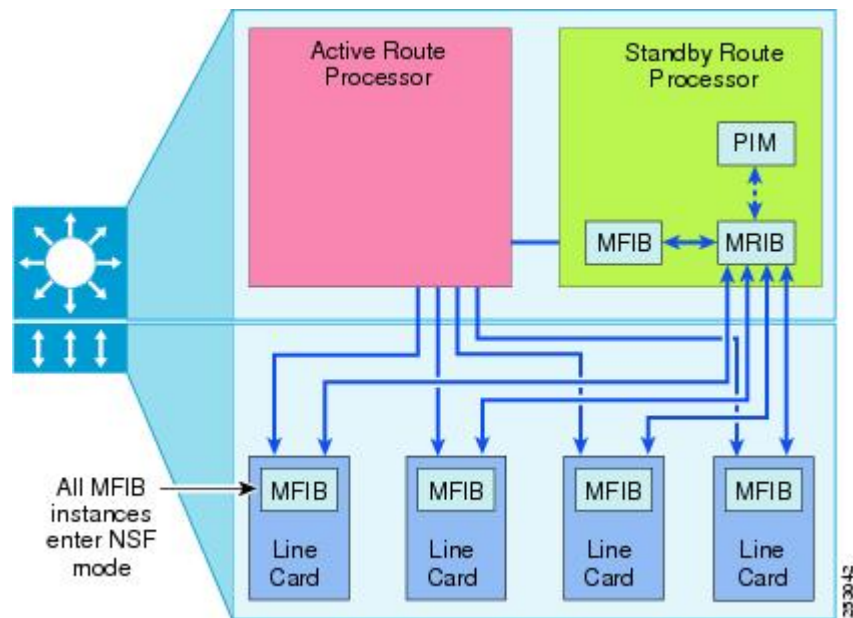 Active Route
Processor
Standby Route
Processor
PIM
MFIB
MRIB
All MFIB
instances
enter NSF
mode
MFIB
Line
Card
MFIB
Line
Card
MFIB
Line
Card
MFIB
Line
Card